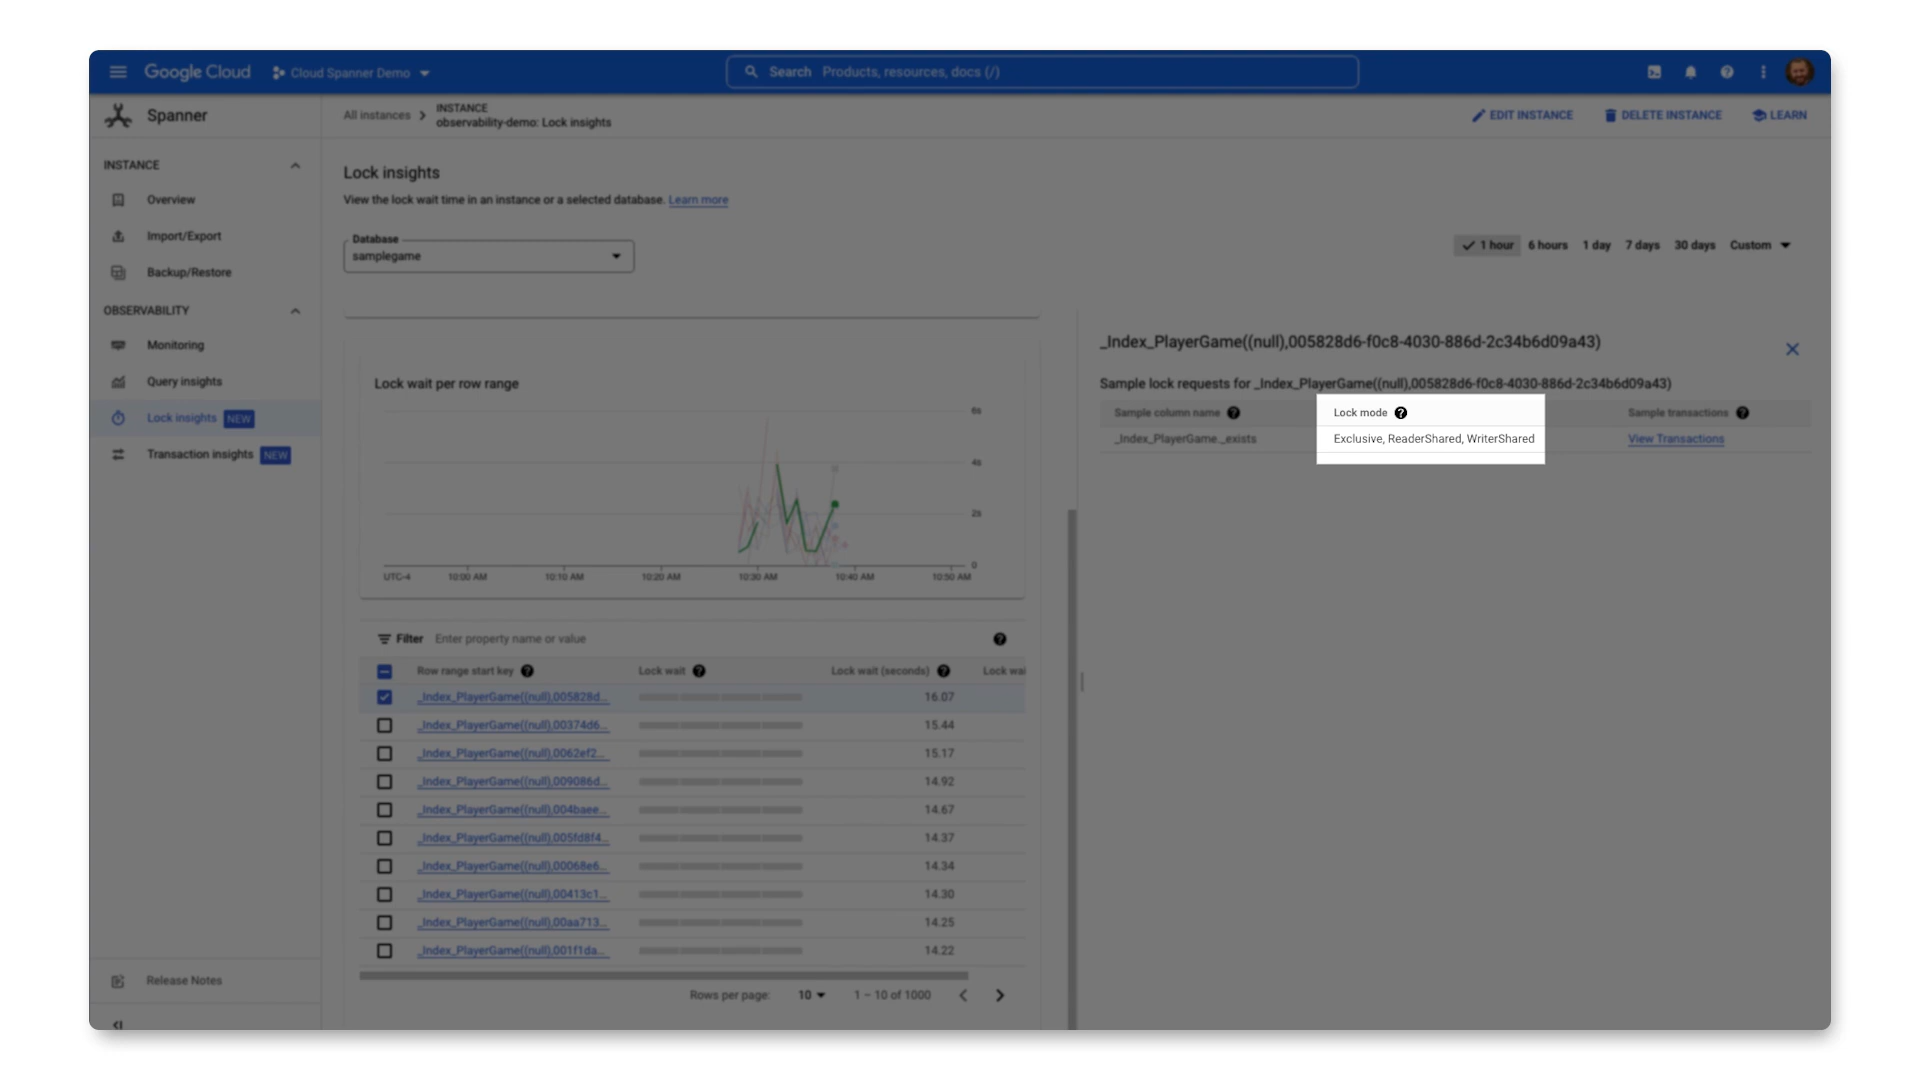 Google Cloud
Cloud Spanner Demo
Search Products, resources, docs (/)
Spanner
All instances
INSTANCE
observability-demo: Lock insights
EDIT INSTANCE
DELETE INSTANCE
LEARN
INSTANCE
Overview
Import/Export
Backup/Restore
OBSERVABILITY
Monitoring
Query insights
Lock insights NEW
Transaction insights NEW
Release Notes
Lock insights
View the lock wait time in an instance or a selected database. Learn more
Database
samplegame
1 hour 6 hours 1 day 7 days 30 days Custom
Lock wait per row range
6s
4s
2s
0
UTC-4 10:00 AM 10:10 AM 10:20 AM 10:30 AM 10:40 AM 10:50 AM
Filter Enter property name or value
Row range start key Lock wait Lock wait (seconds) Lock wai
_Index_PlayerGame((null),005828d... 16.07
_Index_PlayerGame((null),00374d6... 15.44
_Index_PlayerGame((null),0062ef2... 15.17
_Index_PlayerGame((null),009086d... 14.92
_Index_PlayerGame((null),004baee... 14.67
_Index_PlayerGame((null),005fd8f4... 14.37
_Index_PlayerGame((null),00068e6... 14.34
_Index_PlayerGame((null),00413c1... 14.30
_Index_PlayerGame((null),00aa713... 14.25
_Index_PlayerGame((null),001f1da... 14.22
Rows per page: 10 1 – 10 of 1000
_Index_PlayerGame((null),005828d6-f0c8-4030-886d-2c34b6d09a43)
Sample lock requests for _Index_PlayerGame((null),005828d6-f0c8-4030-886d-2c34b6d09a43)
Sample column name Lock mode Sample transactions
_Index_PlayerGame._exists Exclusive, ReaderShared, WriterShared View Transactions